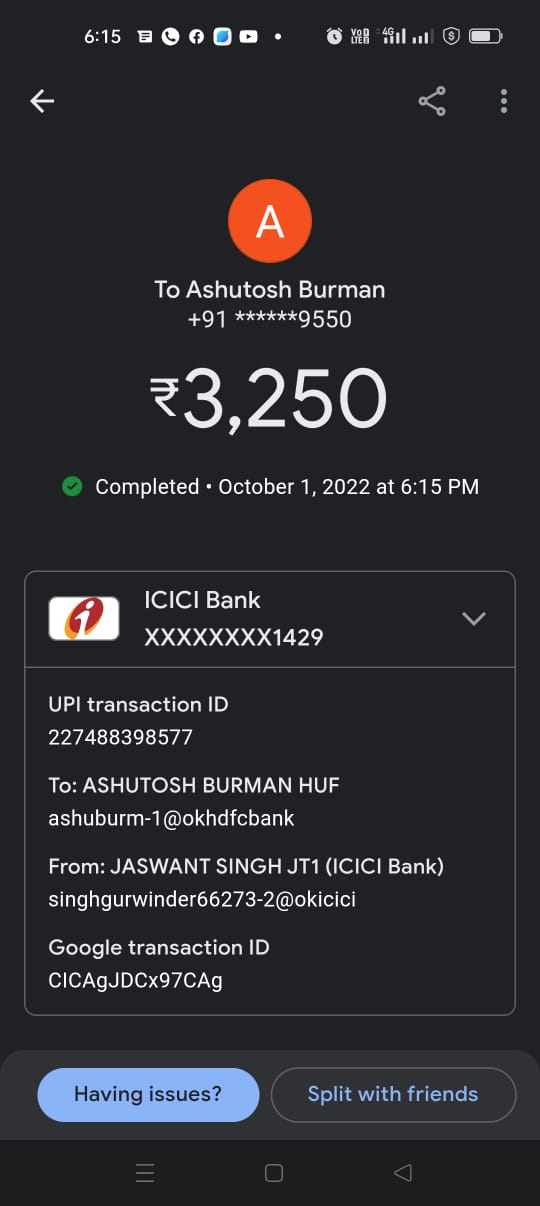 6:15
VoD
LTE2
4G
A
To Ashutosh Burman
+91 ******9550
₹3,250
Completed • October 1, 2022 at 6:15 PM
ICICI Bank
XXXXXXXX1429
UPI transaction ID
227488398577
To: ASHUTOSH BURMAN HUF
ashuburm-1@okhdfcbank
From: JASWANT SINGH JT1 (ICICI Bank)
singhgurwinder66273-2@okicici
Google transaction ID
CICAgJDCx97CAg
Having issues?
Split with friends